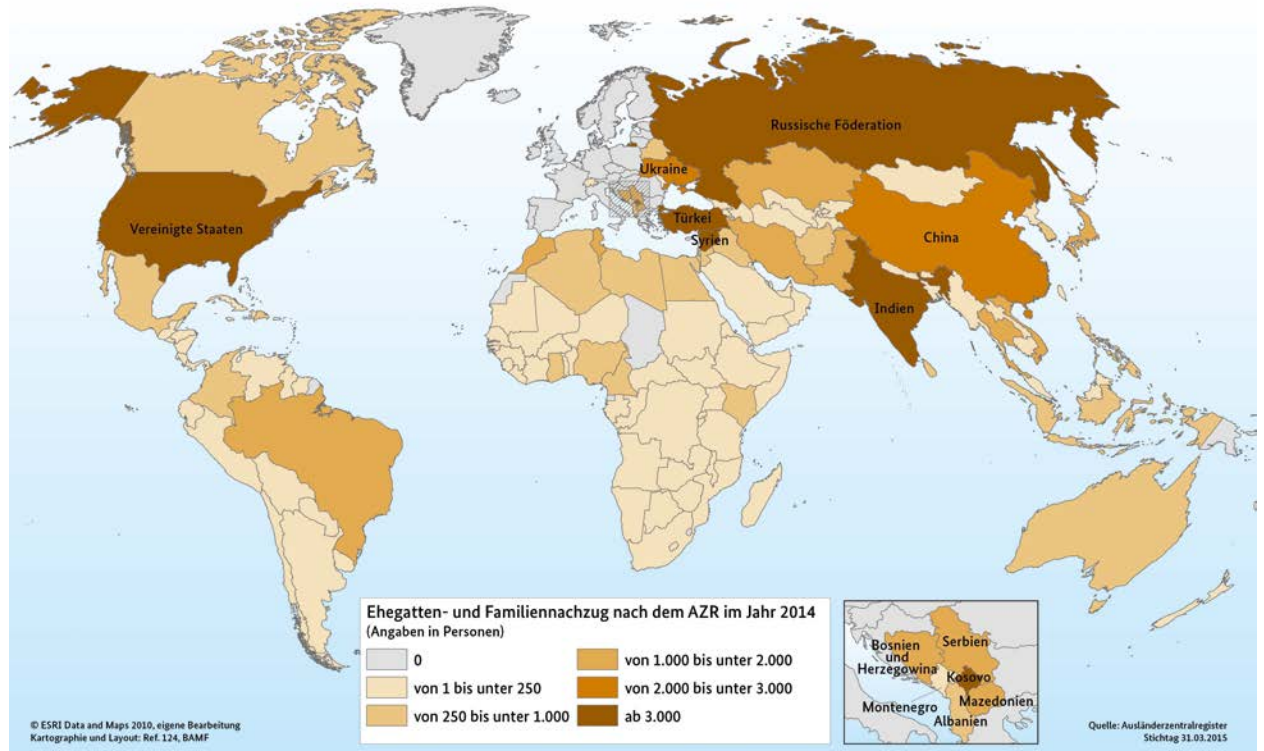 Russische Föderation
Ukraine
Vereinigte Staaten
Türkei
Syrien
China
Indien
Ehegatten- und Familiennachzug nach dem AZR im Jahr 2014
(Angaben in Personen)
0
von 1 bis unter 250
von 250 bis unter 1.000
von 1.000 bis unter 2.000
von 2.000 bis unter 3.000
ab 3.000
Serbien
Bosnien
und
Herzegowina
Kosovo
Mazedonien
Montenegro
Albanien
© ESRI Data and Maps 2010, eigene Bearbeitung
Kartographie und Layout: Ref. 124, BAMF
Quelle: Ausländerzentralregister
Stichtag 31.03.2015